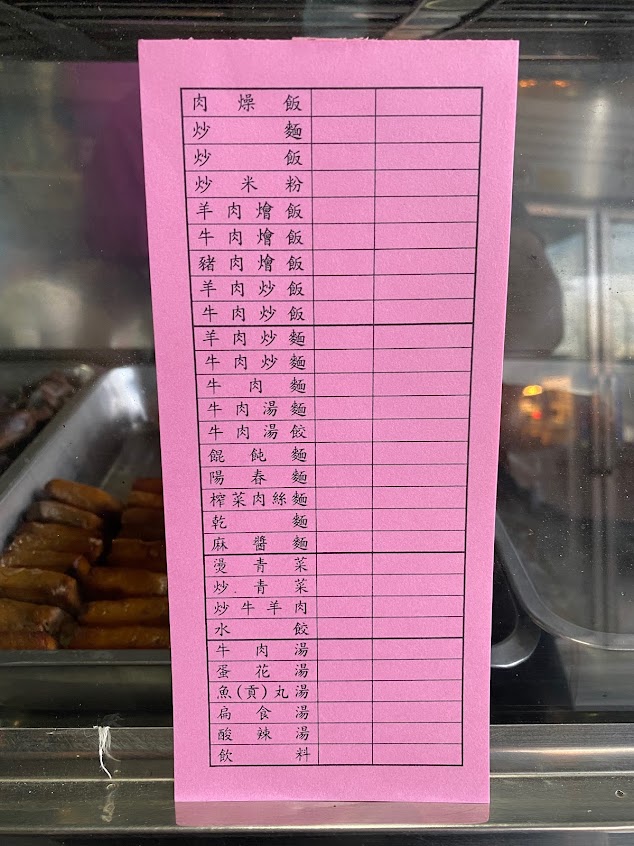 肉燥飯
炒麵
炒飯
炒米粉
羊肉燴飯
牛肉燴飯
豬肉燴飯
羊肉炒飯
牛肉炒飯
羊肉炒麵
牛肉炒麵
牛肉麵
牛肉湯麵
牛肉湯餃
餛飩麵
陽春麵
榨菜肉絲麵
乾麵
麻醬麵
燙青菜
炒青菜
炒牛羊肉
水餃
牛肉湯
蛋花湯
魚(貢)丸湯
扁食湯
酸辣湯
飲料